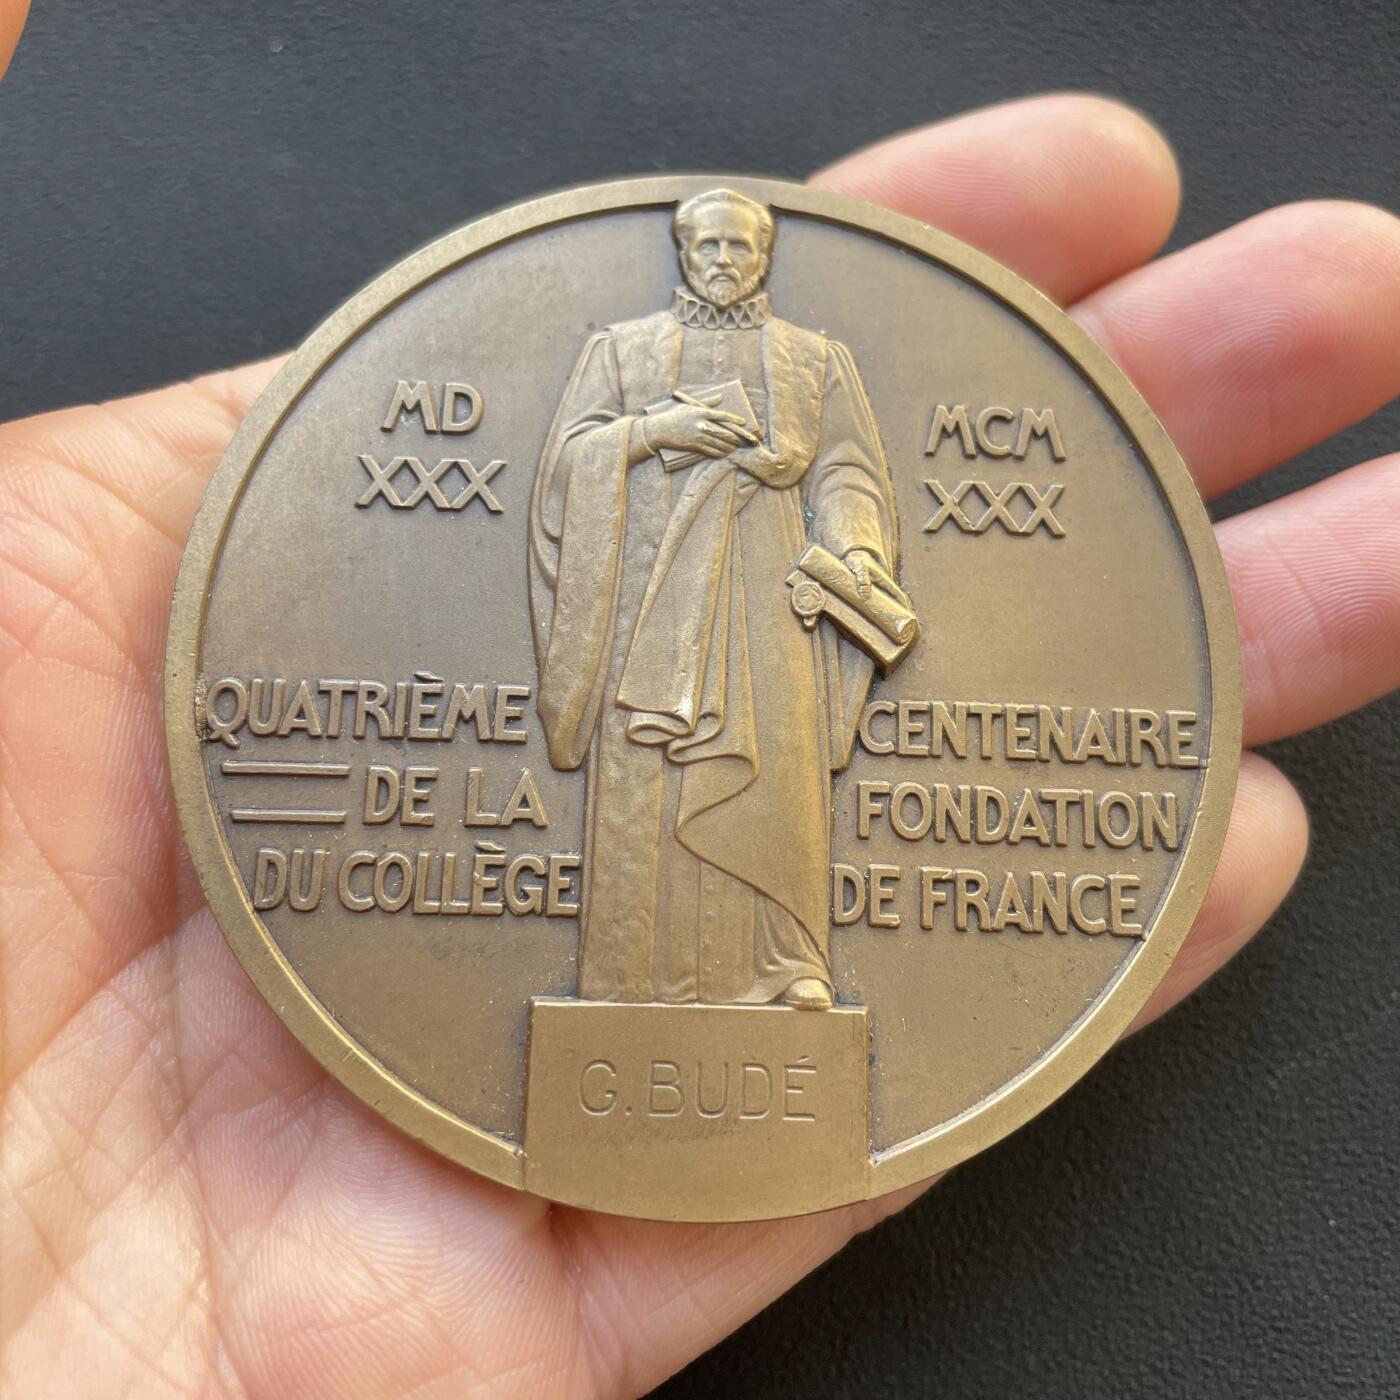 MD
XXX
MCM
XXX
QUATRIÈME CENTENAIRE
DE LA FONDATION
DU COLLÈGE DE FRANCE
G. BUDÉ